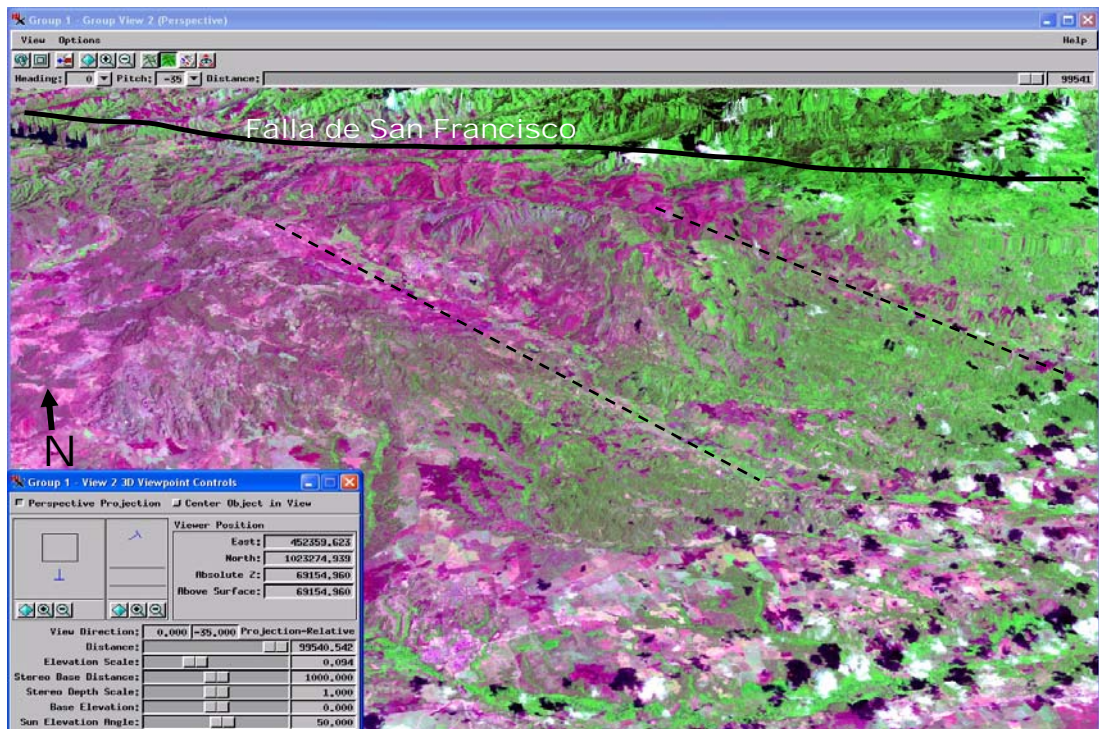 Group 1 - Group View 2 (Perspective)
View Options Help
Heading: 0 Pitch: -35 Distance: 99541
Falla de San Francisco
N
Group 1 - View 2 3D Viewpoint Controls
Perspective Projection Center Object in View
Viewer Position
East: 452359.623
North: 1023274.939
Absolute Z: 69154.960
Above Surface: 69154.960
View Direction: 0.000 -35.000 Projection-Relative
Distance: 99540.542
Elevation Scale: 0.094
Stereo Base Distance: 1000.000
Stereo Depth Scale: 1.000
Base Elevation: 0.000
Sun Elevation Angle: 50.000